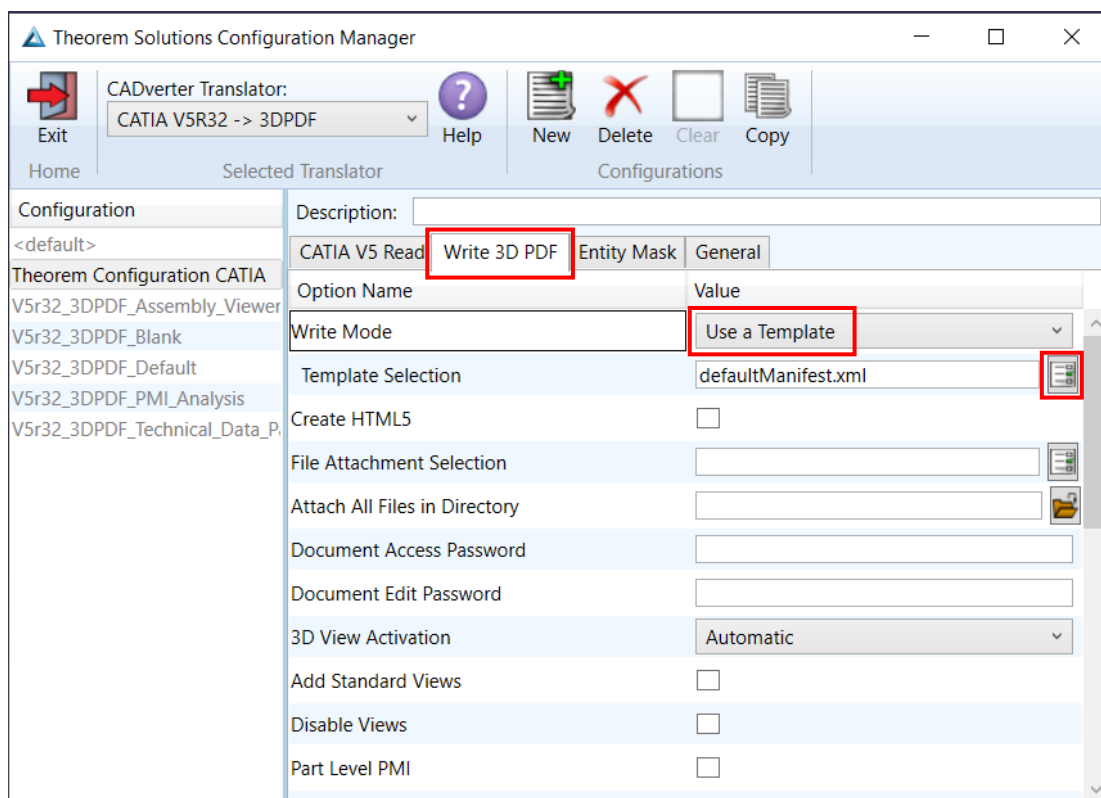 Theorem Solutions Configuration Manager
CADverter Translator:
CATIA V5R32 -> 3DPDF
Exit
Help
New
Delete
Clear
Copy
Home
Selected Translator
Configurations
Configuration
<default>
Theorem Configuration CATIA
V5r32_3DPDF_Assembly_Viewer
V5r32_3DPDF_Blank
V5r32_3DPDF_Default
V5r32_3DPDF_PMI_Analysis
V5r32_3DPDF_Technical_Data_Pa
Description:
CATIA V5 Read
Write 3D PDF
Entity Mask
General
Option Name
Value
Write Mode
Use a Template
Template Selection
defaultManifest.xml
Create HTML5
File Attachment Selection
Attach All Files in Directory
Document Access Password
Document Edit Password
3D View Activation
Automatic
Add Standard Views
Disable Views
Part Level PMI